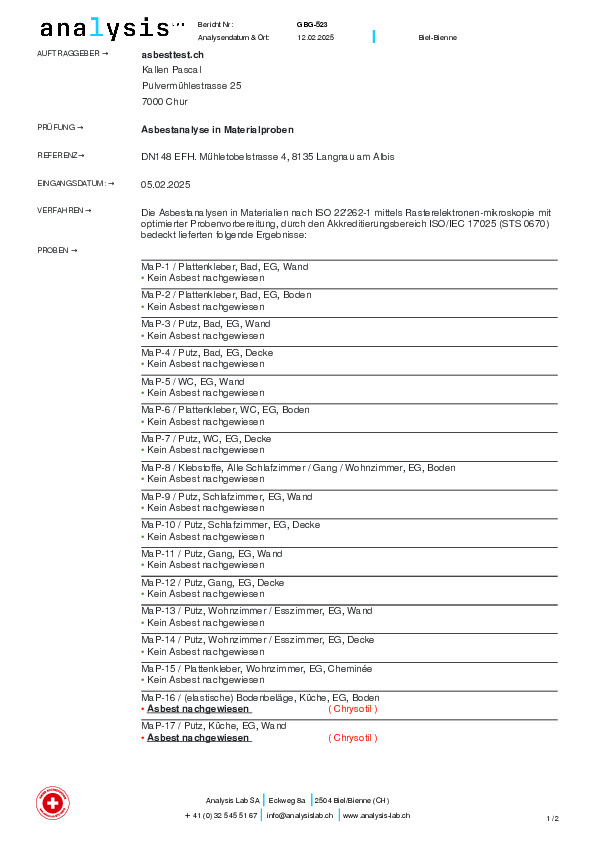 analysis
Bericht Nr: GBG-523
Analysendatum & Ort: 12.02.2025 Biel-Bienne
AUFTRAGGEBER → asbesttest.ch
Kallen Pascal
Pulvermühlestrasse 25
7000 Chur
PRÜFUNG → Asbestanalyse in Materialproben
REFERENZ → DN148 EFH. Mühletobelstrasse 4, 8135 Langnau am Albis
EINGANGSDATUM: → 05.02.2025
VERFAHREN → Die Asbestanalysen in Materialien nach ISO 22'262-1 mittels Rasterelektronen-mikroskopie mit
optimierter Probenvorbereitung, durch den Akkreditierungsbereich ISO/IEC 17'025 (STS 0670)
bedeckt lieferten folgende Ergebnisse:
PROBEN →
MaP-1 / Plattenkleber, Bad, EG, Wand
• Kein Asbest nachgewiesen
MaP-2 / Plattenkleber, Bad, EG, Boden
• Kein Asbest nachgewiesen
MaP-3 / Putz, Bad, EG, Wand
• Kein Asbest nachgewiesen
MaP-4 / Putz, Bad, EG, Decke
• Kein Asbest nachgewiesen
MaP-5 / WC, EG, Wand
• Kein Asbest nachgewiesen
MaP-6 / Plattenkleber, WC, EG, Boden
• Kein Asbest nachgewiesen
MaP-7 / Putz, WC, EG, Decke
• Kein Asbest nachgewiesen
MaP-8 / Klebstoffe, Alle Schlafzimmer / Gang / Wohnzimmer, EG, Boden
• Kein Asbest nachgewiesen
MaP-9 / Putz, Schlafzimmer, EG, Wand
• Kein Asbest nachgewiesen
MaP-10 / Putz, Schlafzimmer, EG, Decke
• Kein Asbest nachgewiesen
MaP-11 / Putz, Gang, EG, Wand
• Kein Asbest nachgewiesen
MaP-12 / Putz, Gang, EG, Decke
• Kein Asbest nachgewiesen
MaP-13 / Putz, Wohnzimmer / Esszimmer, EG, Wand
• Kein Asbest nachgewiesen
MaP-14 / Putz, Wohnzimmer / Esszimmer, EG, Decke
• Kein Asbest nachgewiesen
MaP-15 / Plattenkleber, Wohnzimmer, EG, Cheminée
• Kein Asbest nachgewiesen
MaP-16 / (elastische) Bodenbeläge, Küche, EG, Boden
• Asbest nachgewiesen ( Chrysotil )
MaP-17 / Putz, Küche, EG, Wand
• Asbest nachgewiesen ( Chrysotil )
Analysis Lab SA | Eckweg 8a | 2504 Biel/Bienne (CH)
+ 41 (0) 32 545 51 67 | info@analysislab.ch | www.analysis-lab.ch
1 / 2